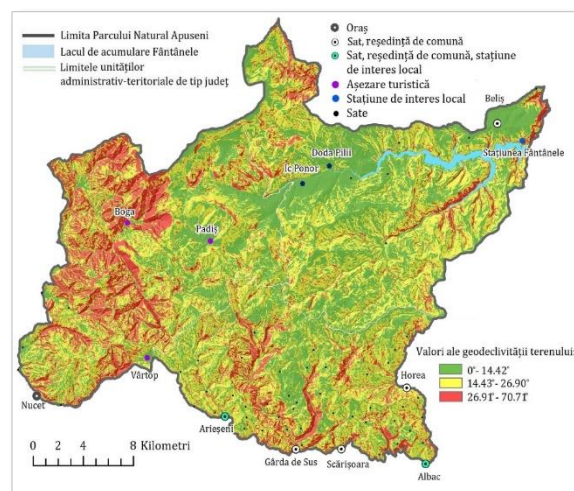 Limita Parcului Natural Apuseni
Lacul de acumulare Fântânele
Limitele unităților
administrativ-teritoriale de tip județ
Oraș
Sat, reședință de comună
Sat, reședință de comună, stațiune
de interes local
Așezare turistică
Stațiune de interes local
Sate
Beliș
Stațiunea Fântânele
Doda Pilii
Ic Ponor
Boga
Padiș
Vârtop
Nucet
Arieșeni
Gârda de Sus
Scărișoara
Horea
Albac
Valori ale geodeclivității terenului
0°- 14.42°
14.43°- 26.90°
26.91°- 70.71°
0 2 4 8 Kilometri